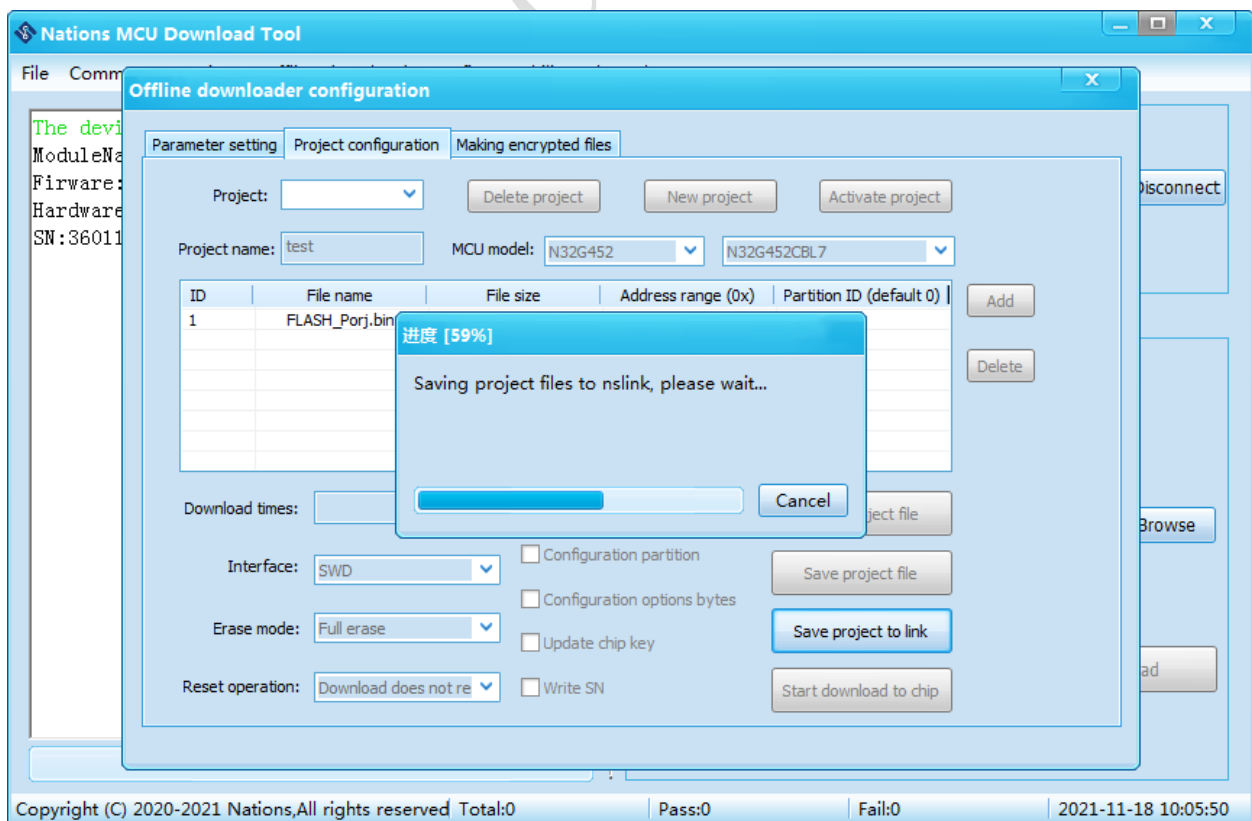 Nations MCU Download Tool
File Comm
Offline downloader configuration
The devi
ModuleNa
Firware:
Hardware
SN:36011
Parameter setting Project configuration Making encrypted files
Project: Delete project New project Activate project
Disconnect
Project name: test MCU model: N32G452 N32G452CBL7
ID File name File size Address range (0x) Partition ID (default 0) Add
1 FLASH_Porj.bin
进度 [59%]
Saving project files to nslink, please wait...
Delete
Cancel
Download times: ject file
Browse
Interface: SWD Configuration partition Save project file
Configuration options bytes
Erase mode: Full erase Update chip key Save project to link
ad
Reset operation: Download does not re Write SN Start download to chip
Copyright (C) 2020-2021 Nations,All rights reserved Total:0 Pass:0 Fail:0 2021-11-18 10:05:50